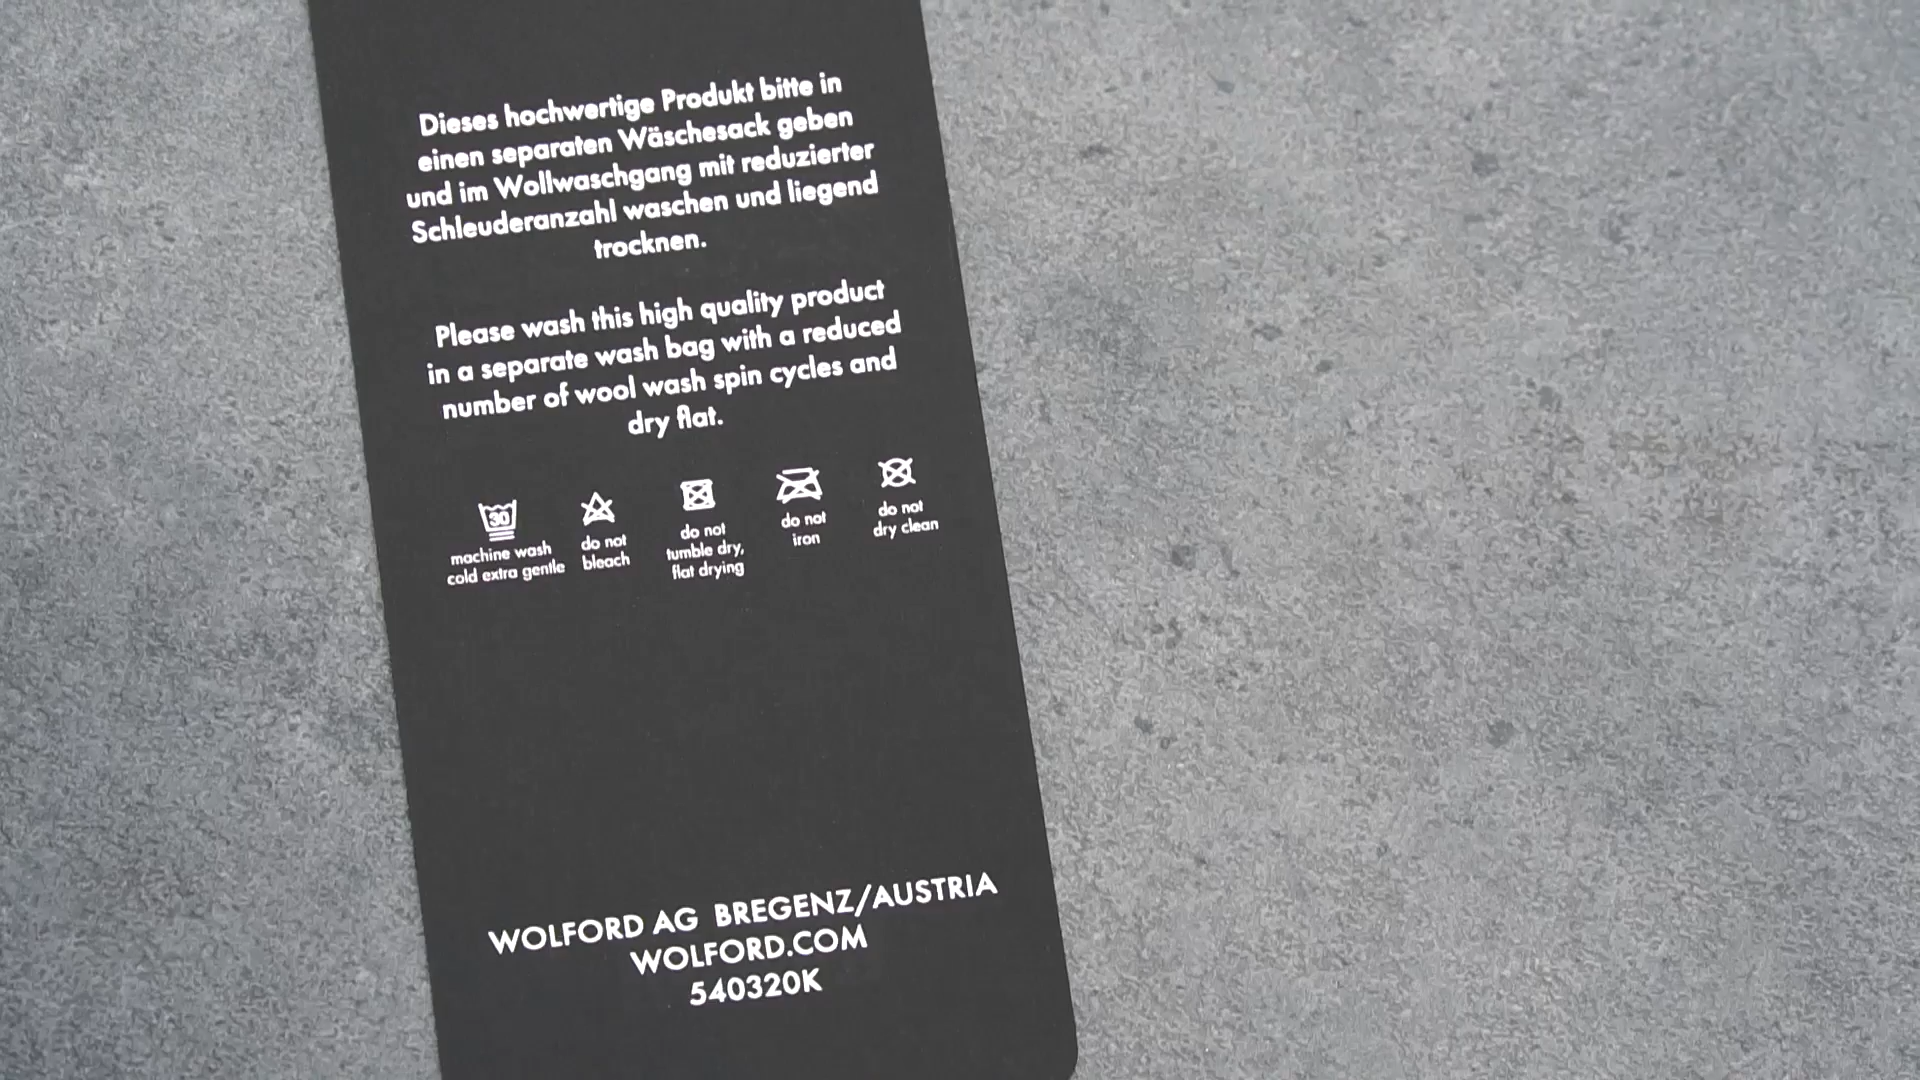 Dieses hochwertige Produkt bitte in
einen separaten Wäschesack geben
und im Wollwaschgang mit reduzierter
Schleuderanzahl waschen und liegend
trocknen.
Please wash this high quality product
in a separate wash bag with a reduced
number of wool wash spin cycles and
dry flat.
30
machine wash
cold extra gentle
do not
bleach
do not
tumble dry,
flat drying
do not
iron
do not
dry clean
WOLFORD AG BREGENZ/AUSTRIA
WOLFORD.COM
540320K